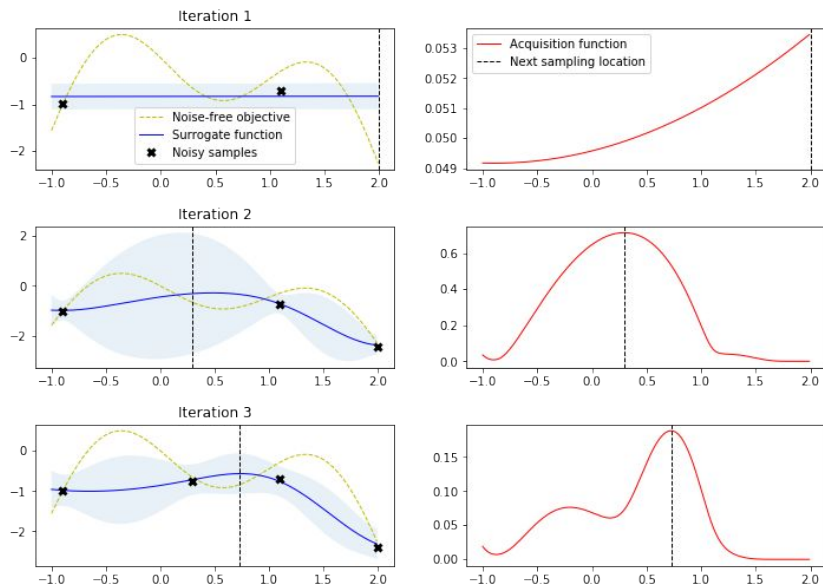 Iteration 1
0
−1
−2
−1.0 −0.5 0.0 0.5 1.0 1.5 2.0
Noise-free objective
Surrogate function
Noisy samples
0.053
0.052
0.051
0.050
0.049
−1.0 −0.5 0.0 0.5 1.0 1.5 2.0
Acquisition function
Next sampling location
Iteration 2
2
0
−2
−1.0 −0.5 0.0 0.5 1.0 1.5 2.0
0.6
0.4
0.2
0.0
−1.0 −0.5 0.0 0.5 1.0 1.5 2.0
Iteration 3
0
−1
−2
−1.0 −0.5 0.0 0.5 1.0 1.5 2.0
0.15
0.10
0.05
0.00
−1.0 −0.5 0.0 0.5 1.0 1.5 2.0